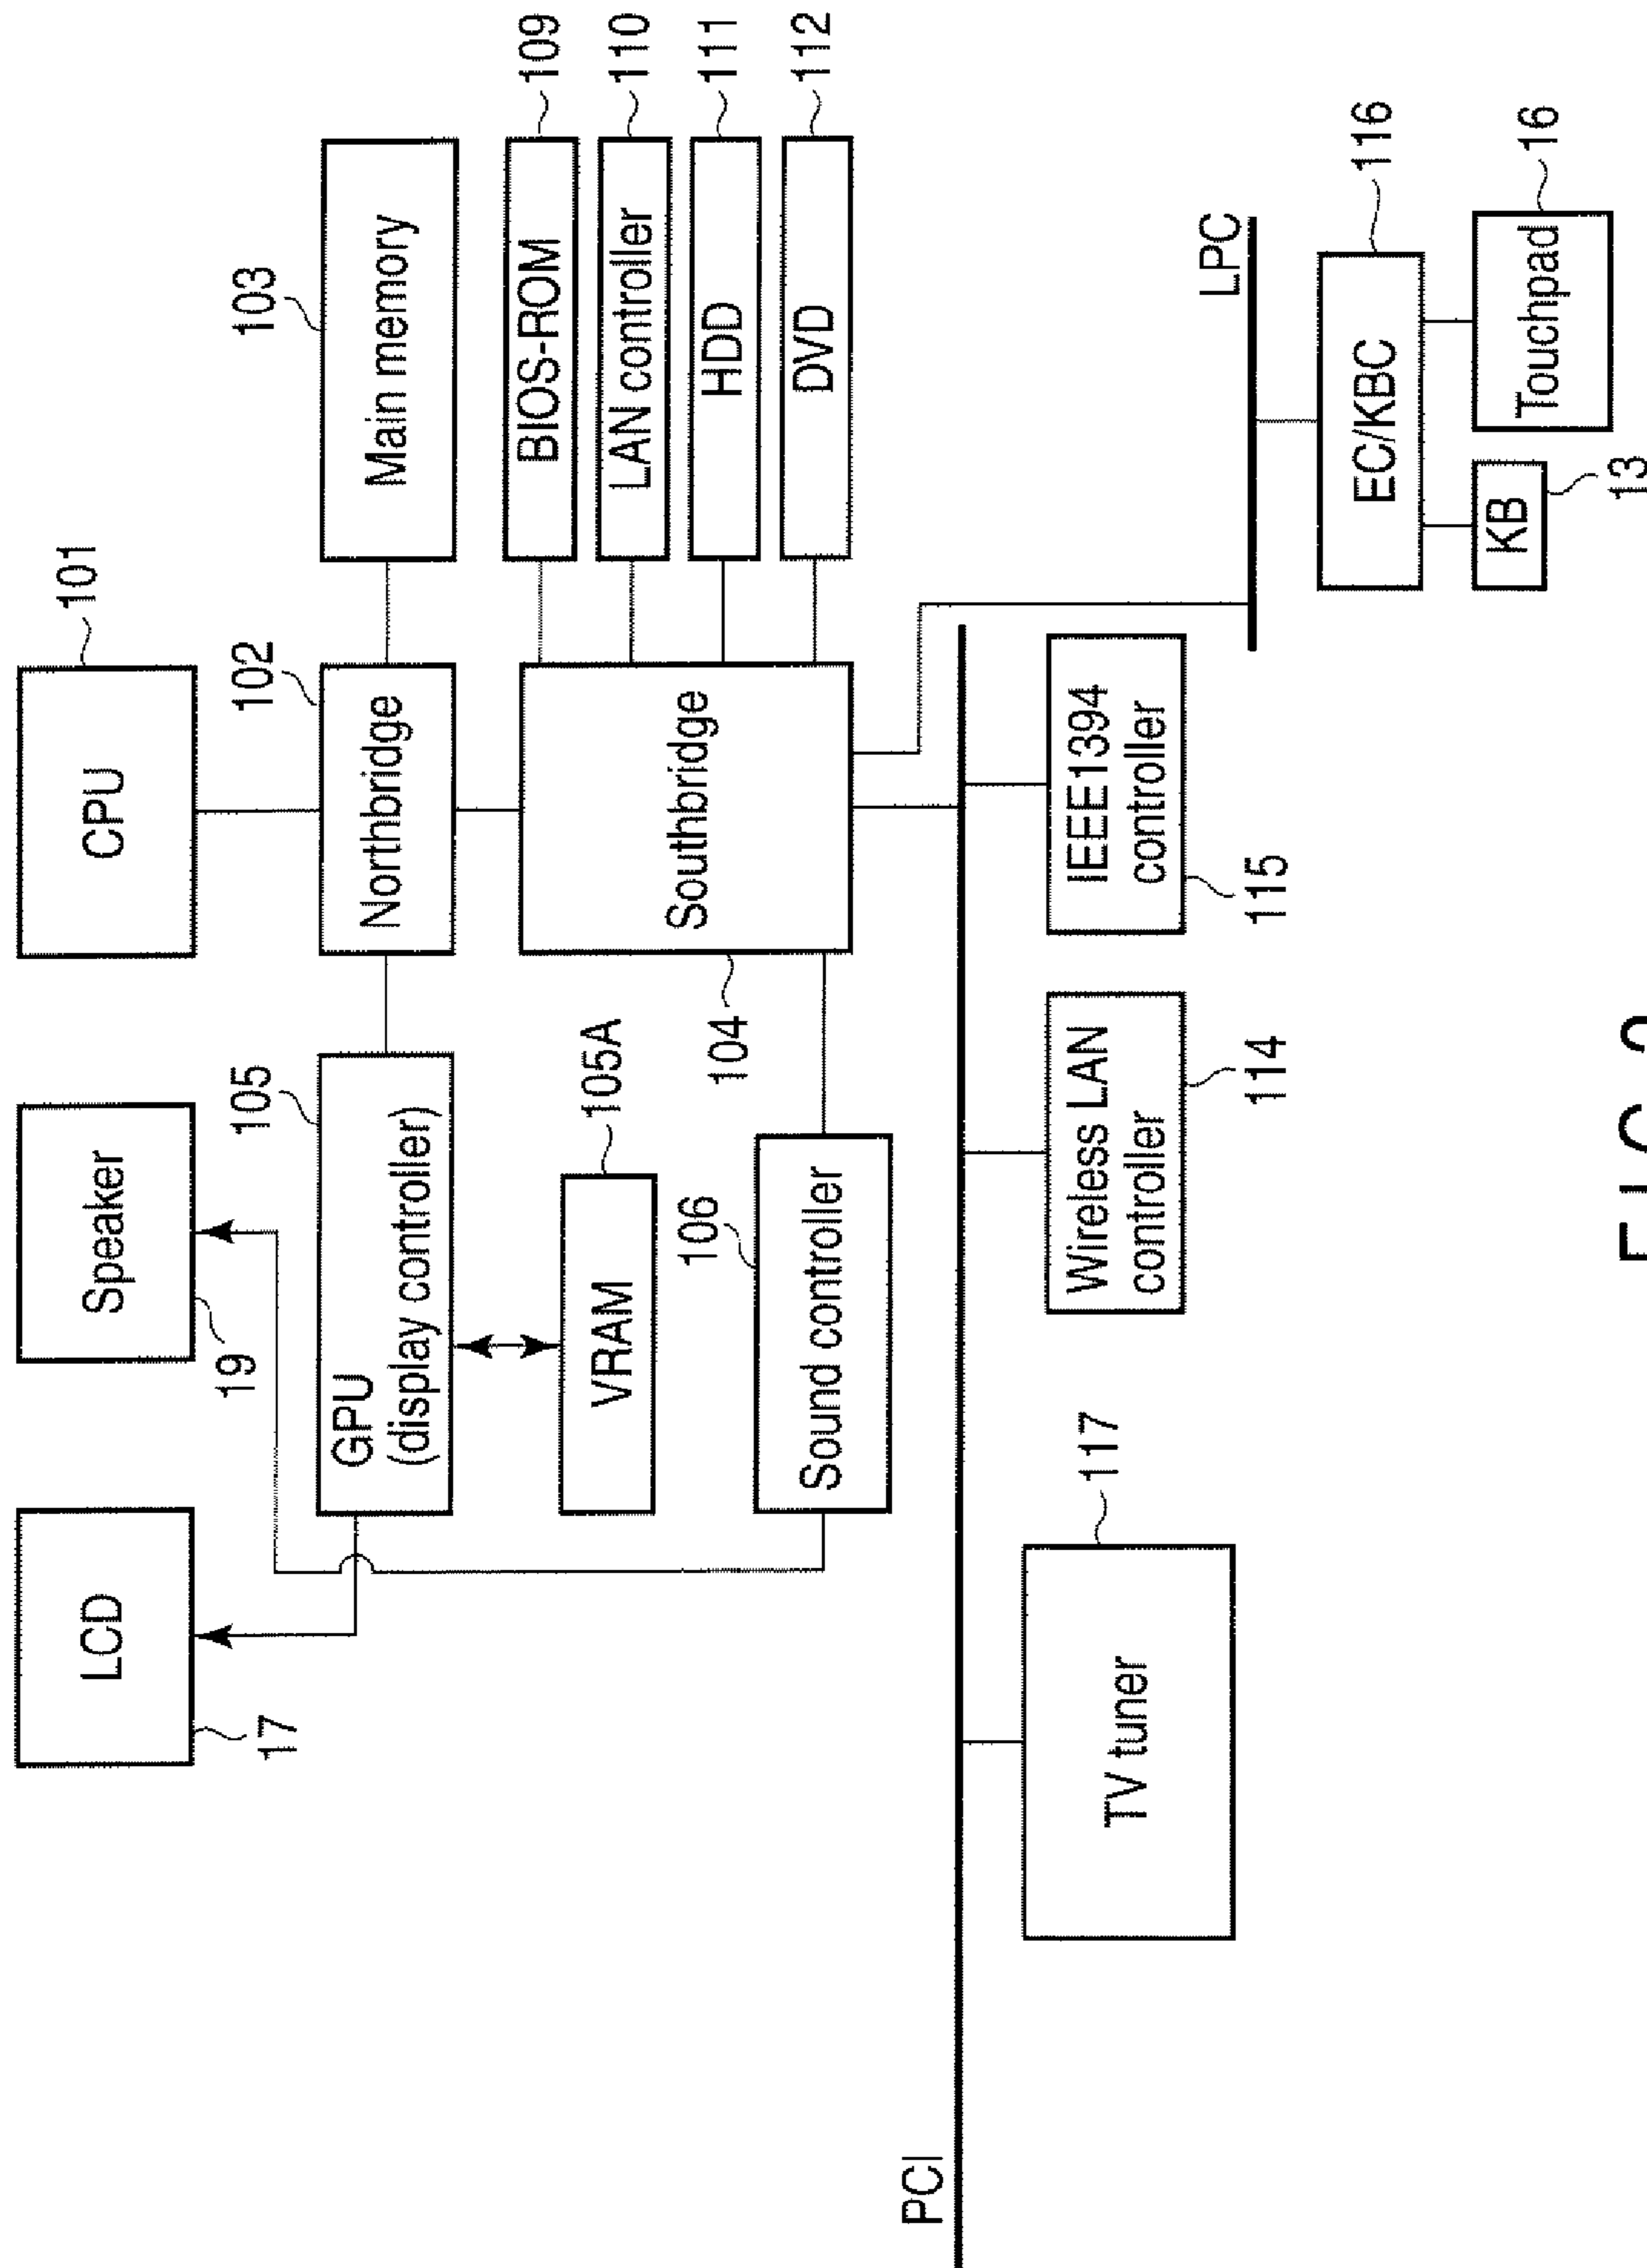 LCD
17
Speaker
19
CPU
101
GPU
(display controller)
105
Northbridge
102
Main memory
103
VRAM
105A
Southbridge
104
BIOS-ROM
109
LAN controller
110
HDD
111
DVD
112
Sound controller
106
PCI
LPC
TV tuner
117
Wireless LAN
controller
114
IEEE1394
controller
115
EC/KBC
116
KB
13
Touchpad
16